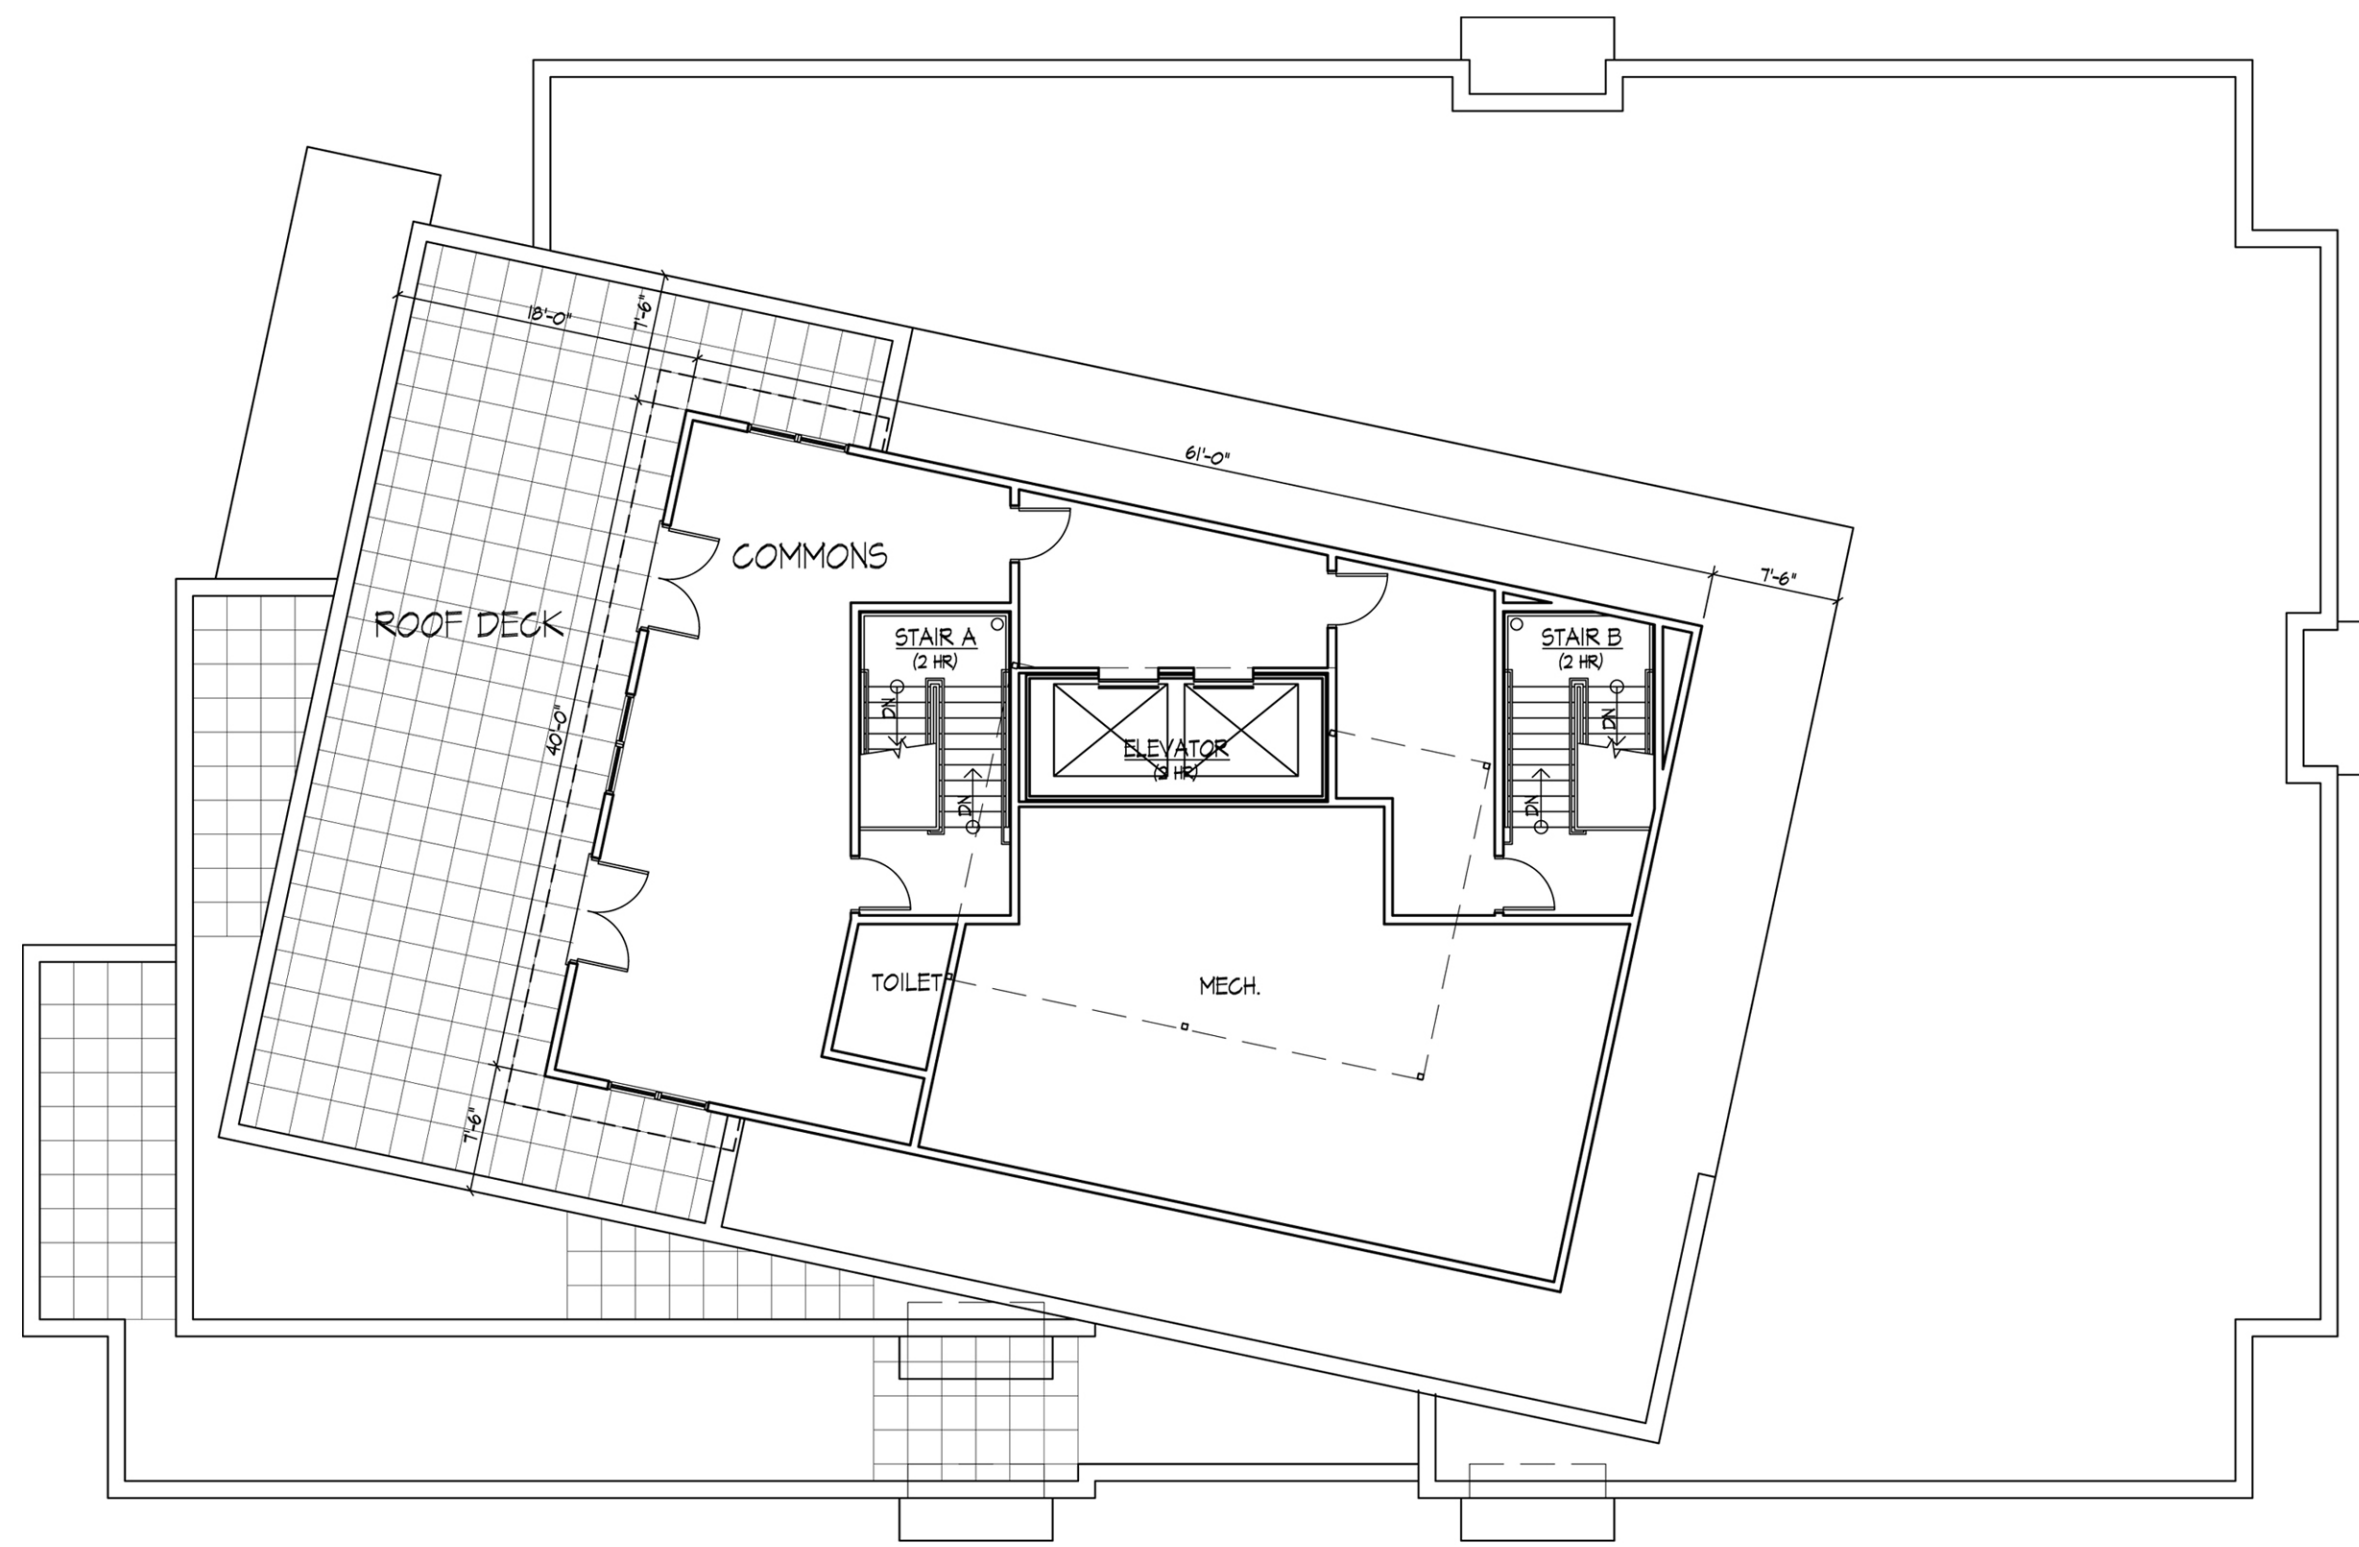 18'-0"
7'-6"
61'-0"
7'-6"
COMMONS
ROOF DECK
STAIR A
(2 HR)
STAIR B
(2 HR)
DN
DN
40'-0"
ELEVATOR
DN
DN
TOILET
MECH.
7'-6"